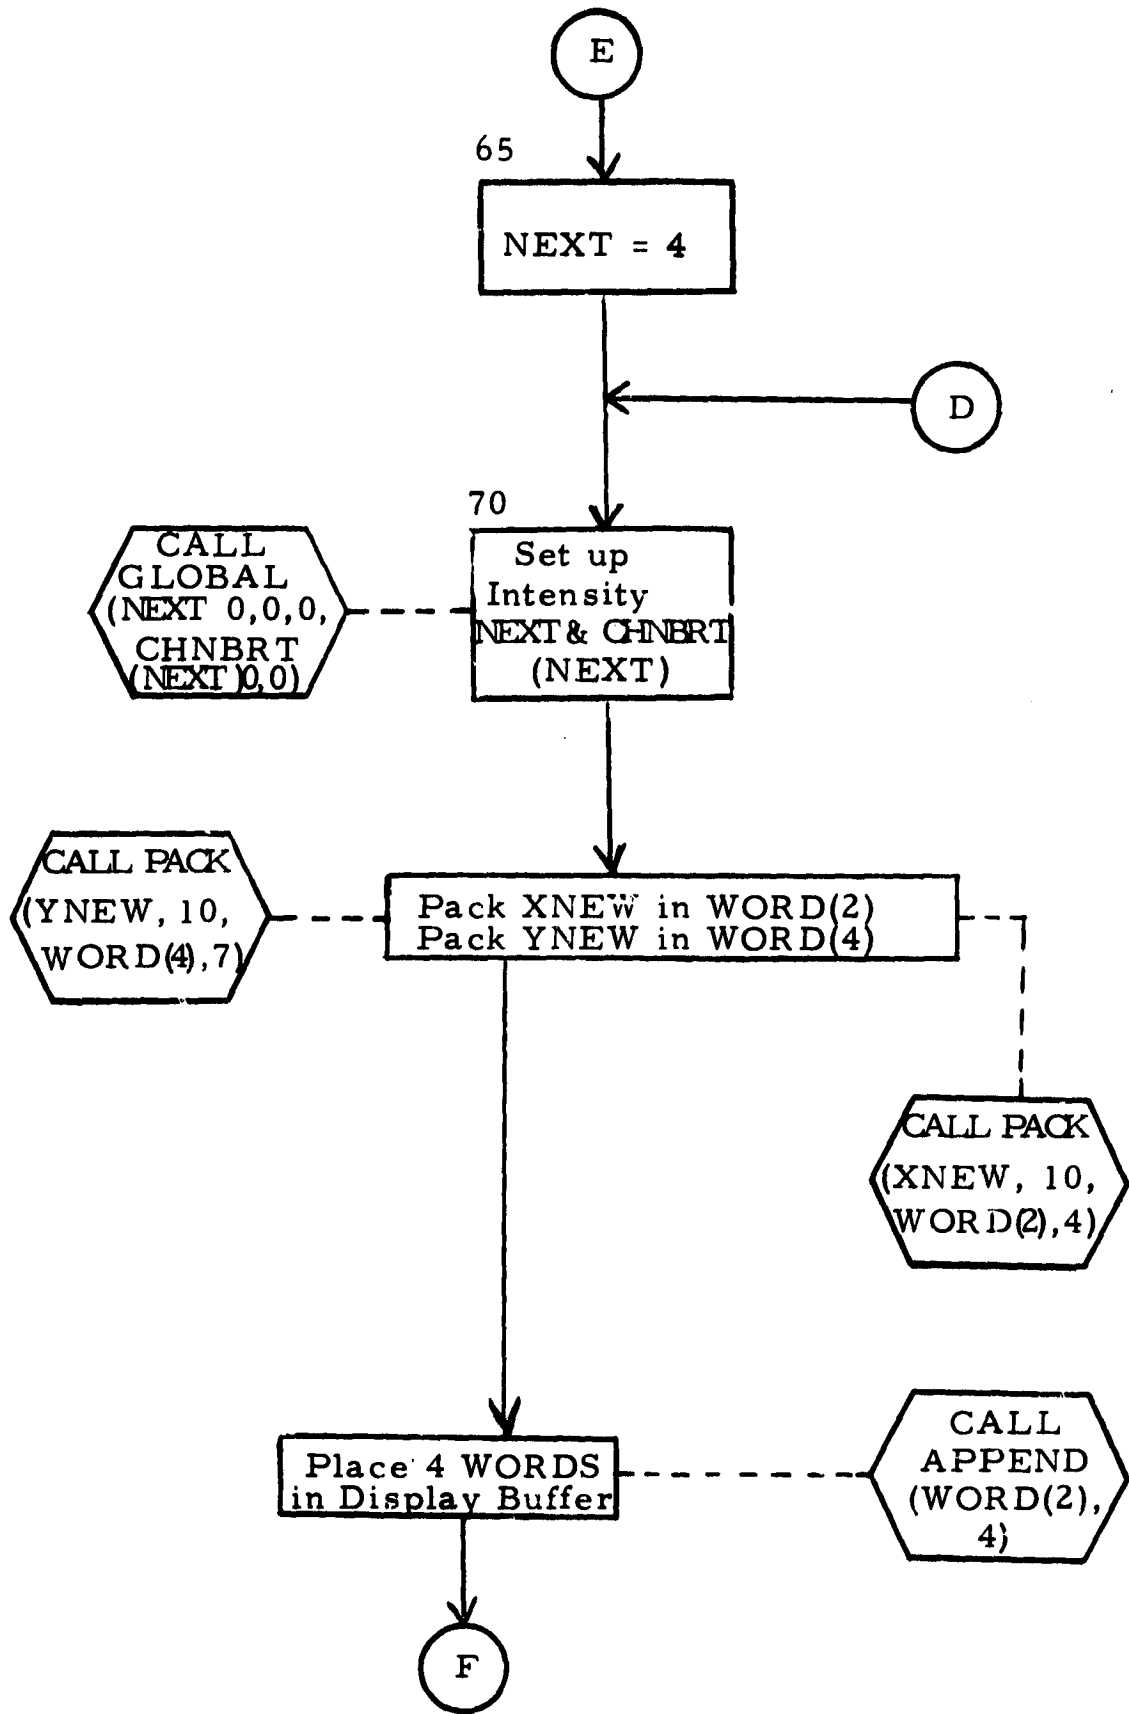 E
65
NEXT = 4
D
70
CALL
GLOBAL
(NEXT 0,0,0,
CHNBRT
(NEXT)0,0)
Set up
Intensity
NEXT & CHNBRT
(NEXT)
CALL PACK
(YNEW, 10,
WORD(4),7)
Pack XNEW in WORD(2)
Pack YNEW in WORD(4)
CALL PACK
(XNEW, 10,
WORD(2),4)
Place 4 WORDS
in Display Buffer
CALL
APPEND
(WORD(2),
4)
F